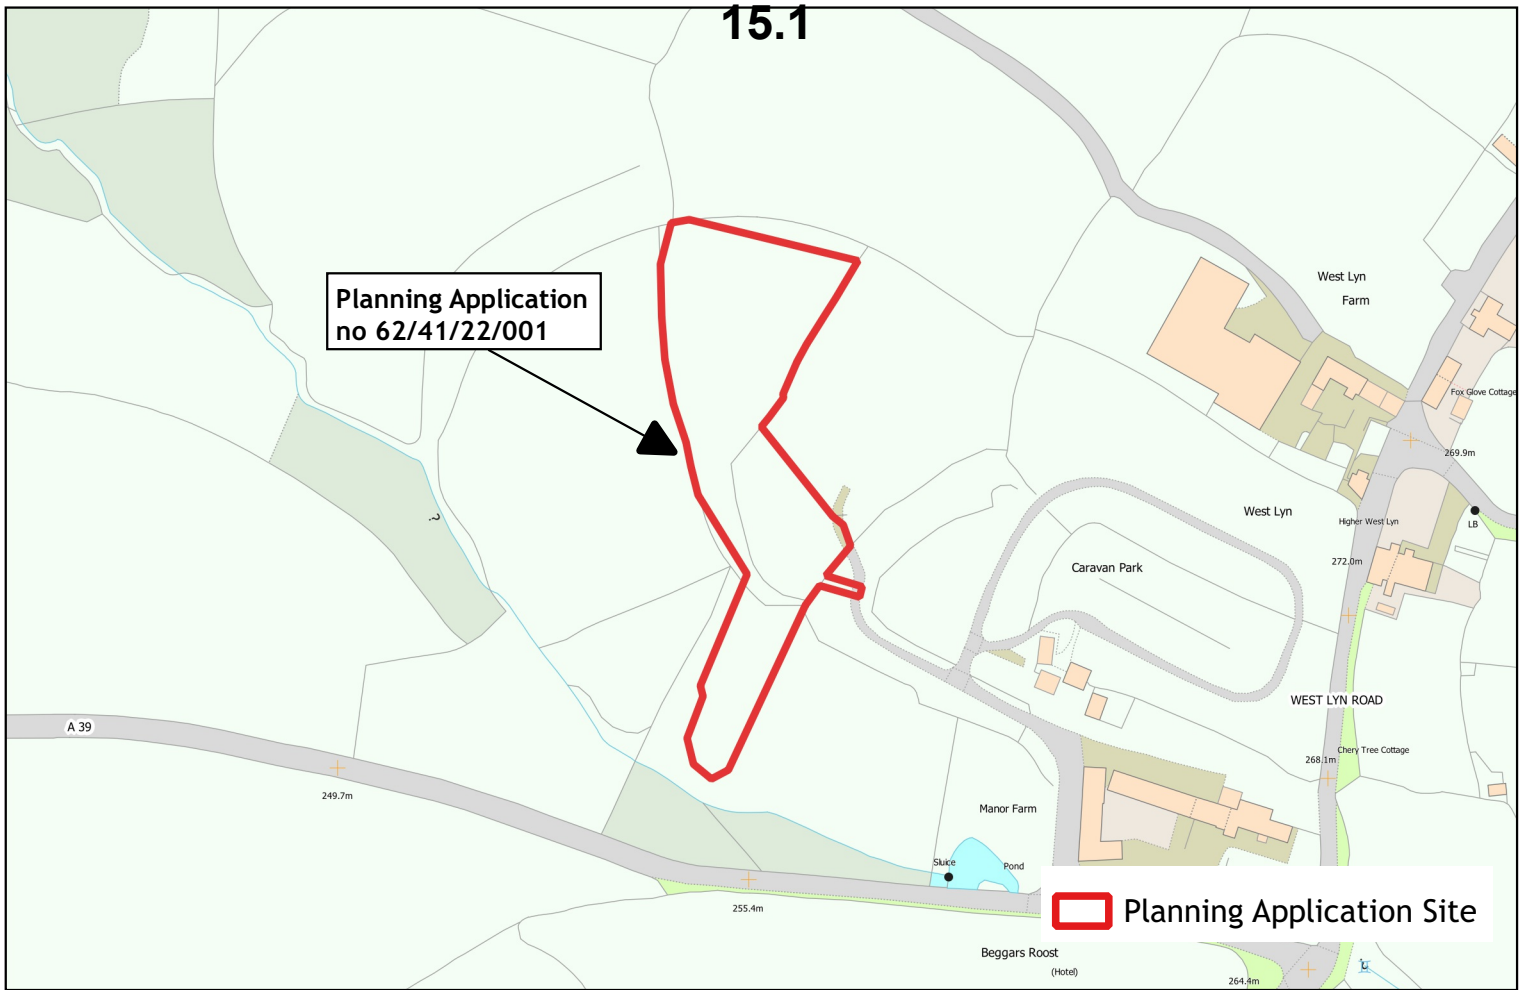 15.1
West Lyn
Farm
Planning Application
no 62/41/22/001
Fox Glove Cottage
269.9m
West Lyn
Higher West Lyn
LB
272.0m
Caravan Park
WEST LYN ROAD
A 39
Chery Tree Cottage
268.1m
249.7m
Manor Farm
Sluice
Pond
255.4m
Planning Application Site
Beggars Roost
(Hotel)
264.4m